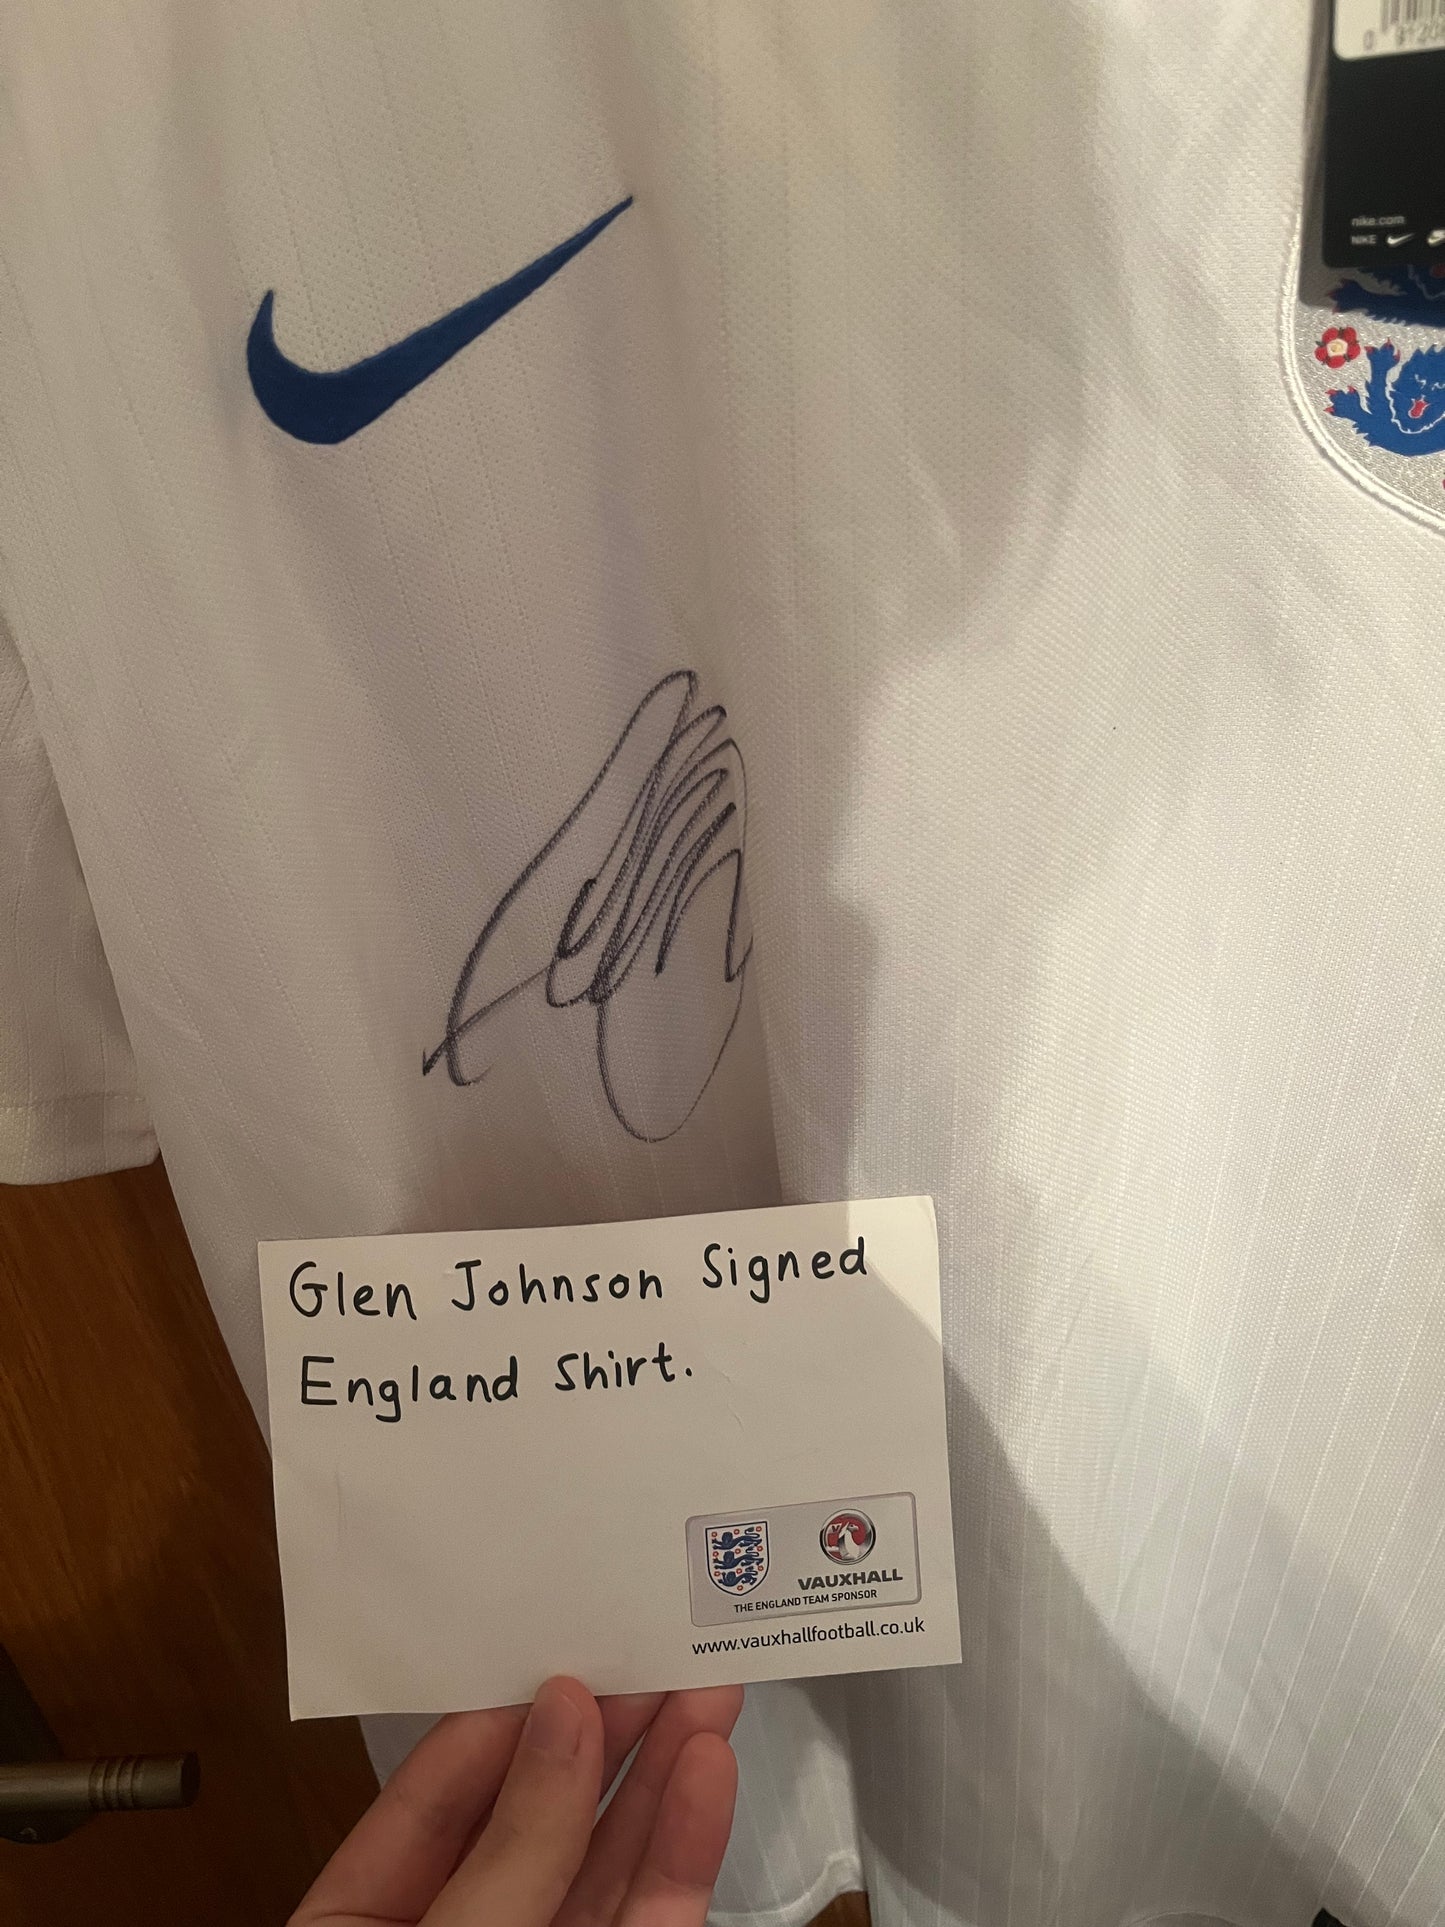 nike.com
NIKE
Glen Johnson Signed
England Shirt.
VAUXHALL
THE ENGLAND TEAM SPONSOR
www.vauxhallfootball.co.uk